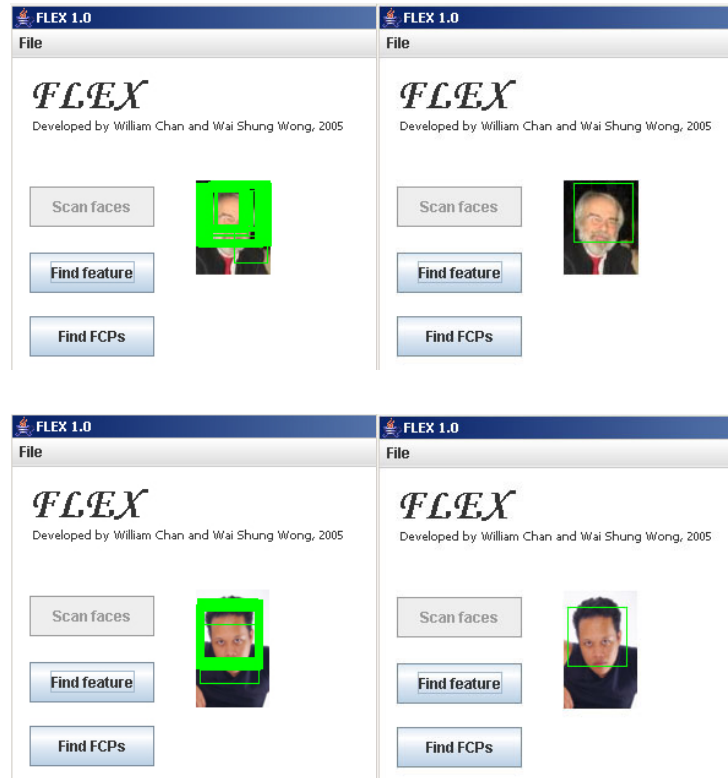 FLEX 1.0
File
FLEX
Developed by William Chan and Wai Shung Wong, 2005
Scan faces
Find feature
Find FCPs
FLEX 1.0
File
FLEX
Developed by William Chan and Wai Shung Wong, 2005
Scan faces
Find feature
Find FCPs
FLEX 1.0
File
FLEX
Developed by William Chan and Wai Shung Wong, 2005
Scan faces
Find feature
Find FCPs
FLEX 1.0
File
FLEX
Developed by William Chan and Wai Shung Wong, 2005
Scan faces
Find feature
Find FCPs